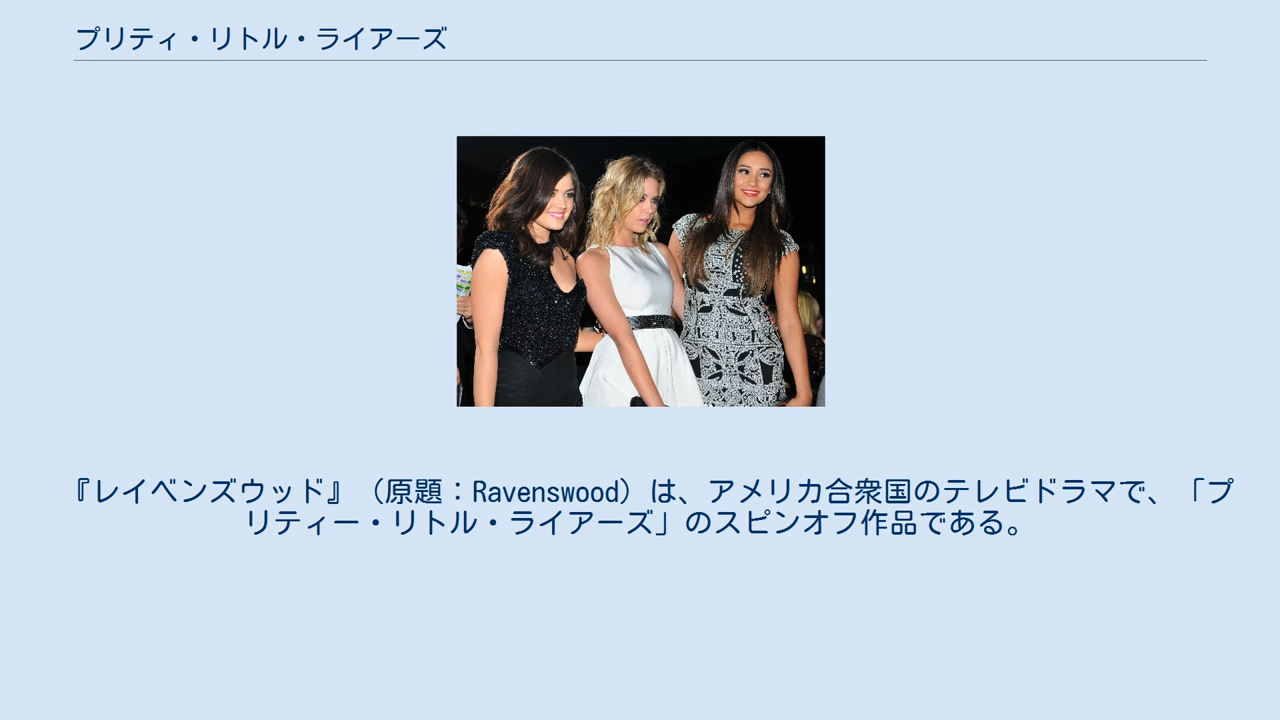 プリティ・リトル・ライアーズ
『レイベンズウッド』（原題：Ravenswood）は、アメリカ合衆国のテレビドラマで、「プ
リティー・リトル・ライアーズ」のスピンオフ作品である。